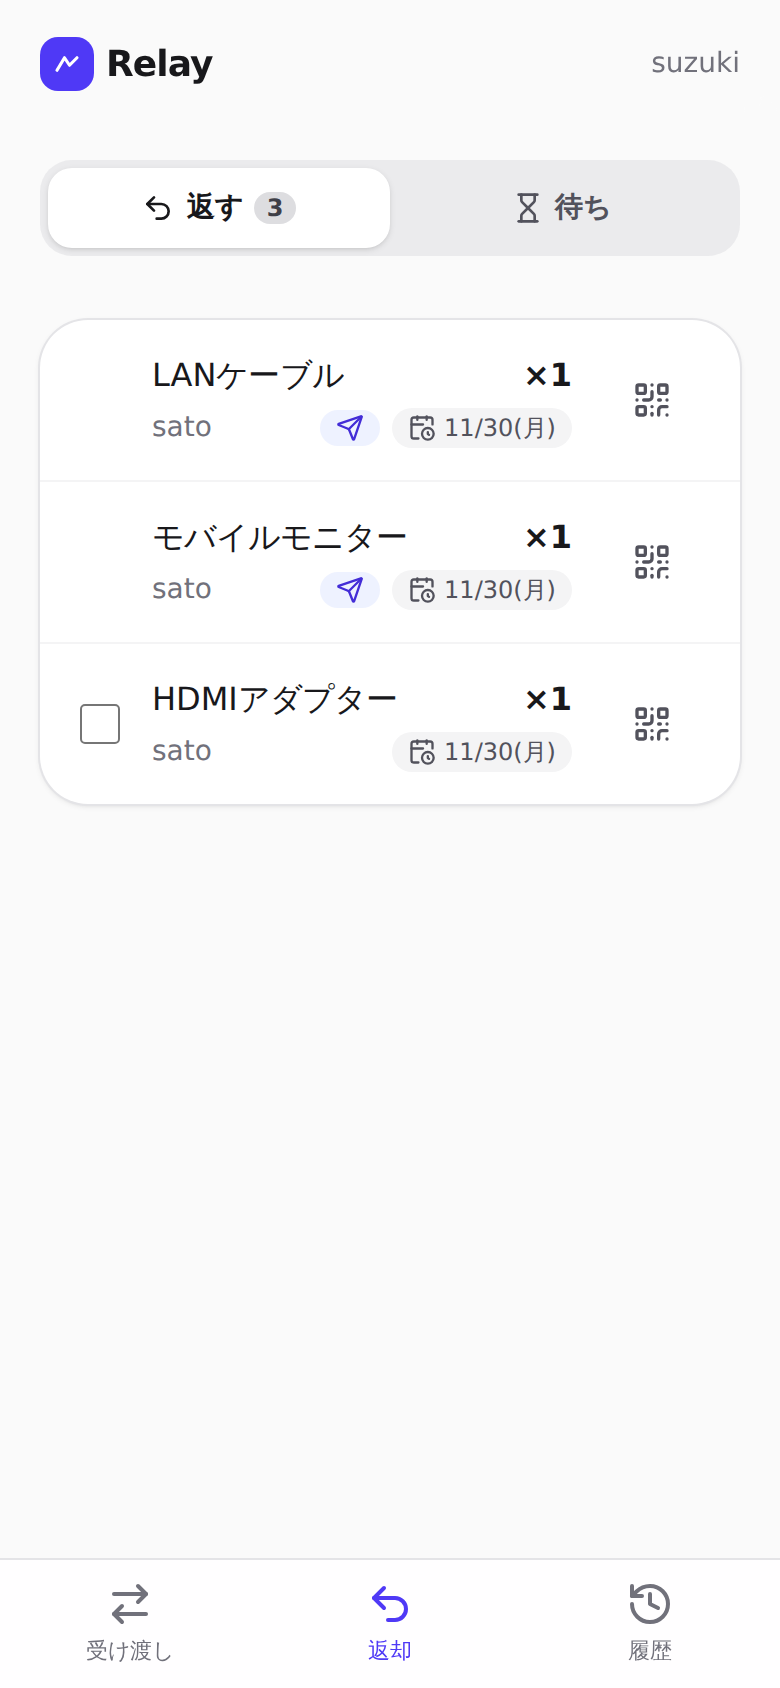 Relay
suzuki
返す 3
待ち
LANケーブル ×1
sato 11/30(月)
モバイルモニター ×1
sato 11/30(月)
HDMIアダプター ×1
sato 11/30(月)
受け渡し
返却
履歴